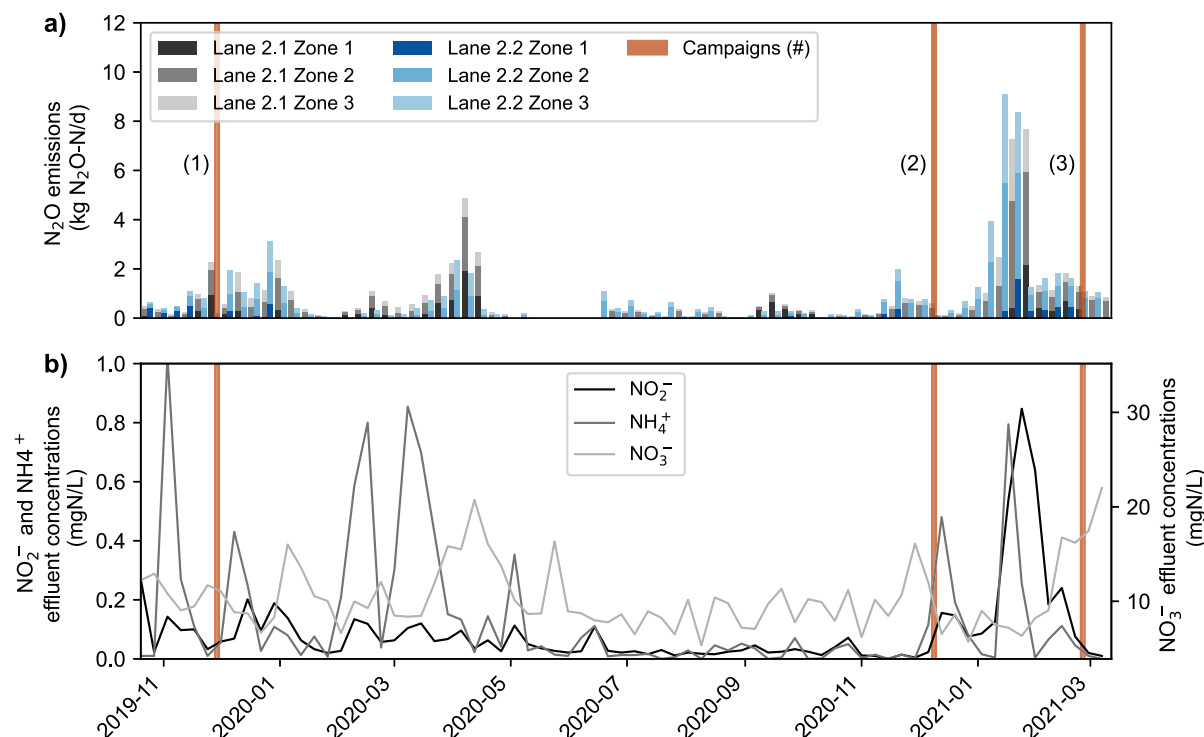 a)
N₂O emissions
(kg N₂O-N/d)
12
10
8
6
4
2
0
Lane 2.1 Zone 1
Lane 2.1 Zone 2
Lane 2.1 Zone 3
Lane 2.2 Zone 1
Lane 2.2 Zone 2
Lane 2.2 Zone 3
Campaigns (#)
(1)
(2)
(3)
b)
NO₂⁻ and NH4⁺
effluent concentrations
(mgN/L)
1.0
0.8
0.6
0.4
0.2
0.0
NO₂⁻
NH₄⁺
NO₃⁻
30
20
10
NO₃⁻ effluent concentrations
(mgN/L)
2019-11
2020-01
2020-03
2020-05
2020-07
2020-09
2020-11
2021-01
2021-03